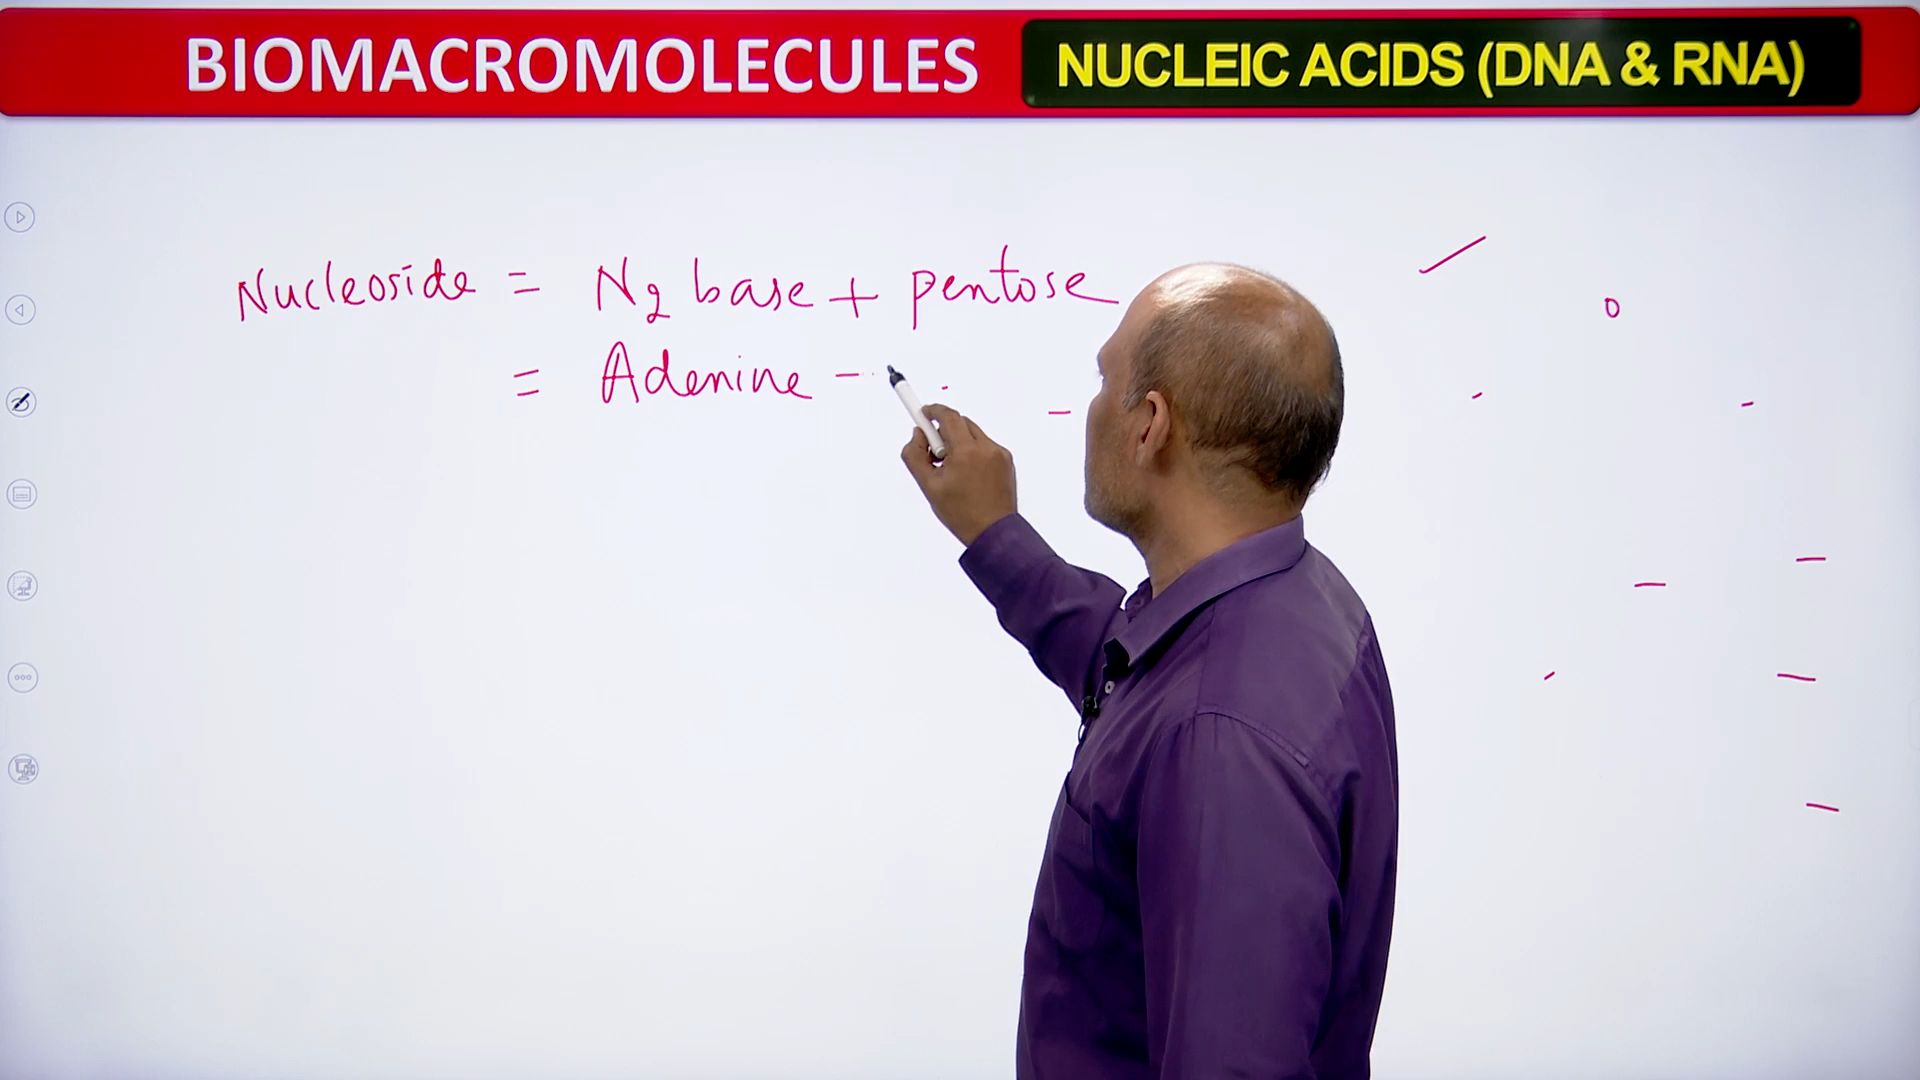 BIOMACROMOLECULES NUCLEIC ACIDS (DNA & RNA)
Nucleoside = N2 base + pentose
= Adenine -